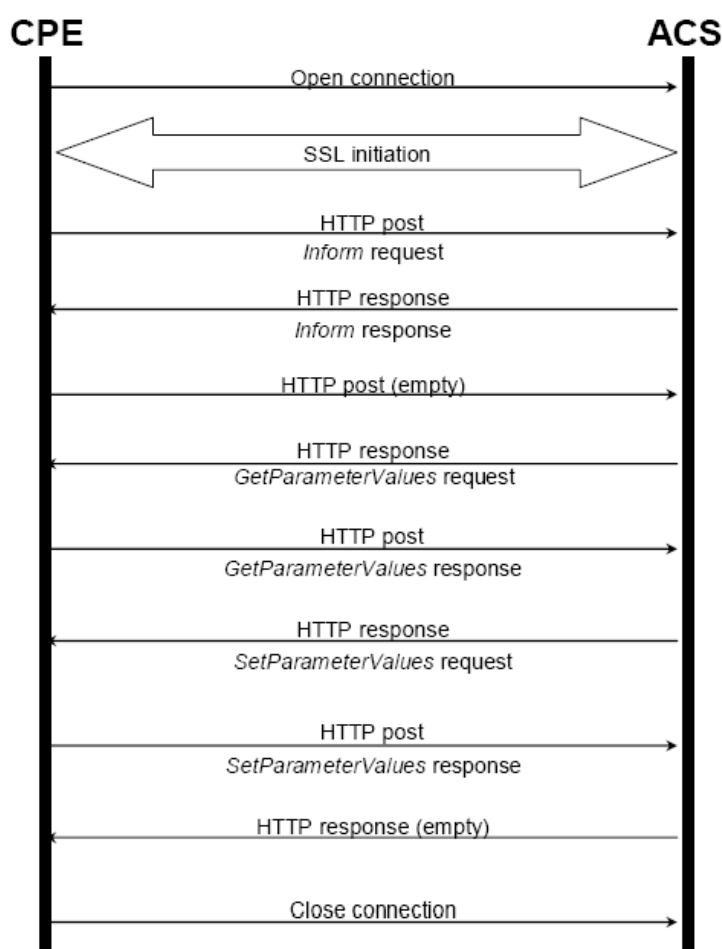 CPE
ACS
Open connection
SSL initiation
HTTP post
Inform request
HTTP response
Inform response
HTTP post (empty)
HTTP response
GetParameterValues request
HTTP post
GetParameterValues response
HTTP response
SetParameterValues request
HTTP post
SetParameterValues response
HTTP response (empty)
Close connection